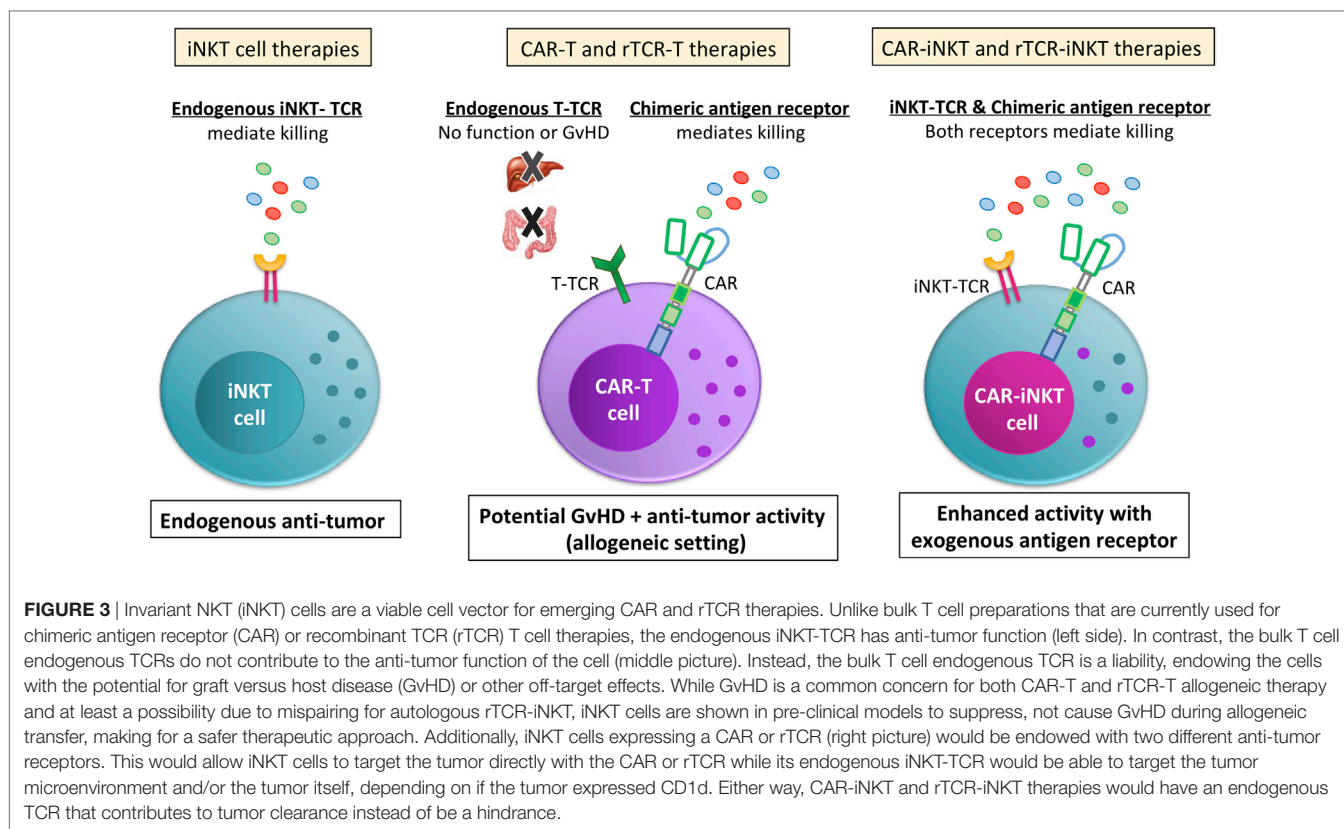 iNKT cell therapies
Endogenous iNKT- TCR
mediate killing
iNKT
cell
Endogenous anti-tumor
CAR-T and rTCR-T therapies
Endogenous T-TCR
No function or GvHD
Chimeric antigen receptor
mediates killing
T-TCR
CAR
CAR-T
cell
Potential GvHD + anti-tumor activity
(allogeneic setting)
CAR-iNKT and rTCR-iNKT therapies
iNKT-TCR & Chimeric antigen receptor
Both receptors mediate killing
iNKT-TCR
CAR
CAR-iNKT
cell
Enhanced activity with
exogenous antigen receptor
FIGURE 3 | Invariant NKT (iNKT) cells are a viable cell vector for emerging CAR and rTCR therapies. Unlike bulk T cell preparations that are currently used for
chimeric antigen receptor (CAR) or recombinant TCR (rTCR) T cell therapies, the endogenous iNKT-TCR has anti-tumor function (left side). In contrast, the bulk T cell
endogenous TCRs do not contribute to the anti-tumor function of the cell (middle picture). Instead, the bulk T cell endogenous TCR is a liability, endowing the cells
with the potential for graft versus host disease (GvHD) or other off-target effects. While GvHD is a common concern for both CAR-T and rTCR-T allogeneic therapy
and at least a possibility due to mispairing for autologous rTCR-iNKT, iNKT cells are shown in pre-clinical models to suppress, not cause GvHD during allogeneic
transfer, making for a safer therapeutic approach. Additionally, iNKT cells expressing a CAR or rTCR (right picture) would be endowed with two different anti-tumor
receptors. This would allow iNKT cells to target the tumor directly with the CAR or rTCR while its endogenous iNKT-TCR would be able to target the tumor
microenvironment and/or the tumor itself, depending on if the tumor expressed CD1d. Either way, CAR-iNKT and rTCR-iNKT therapies would have an endogenous
TCR that contributes to tumor clearance instead of be a hindrance.